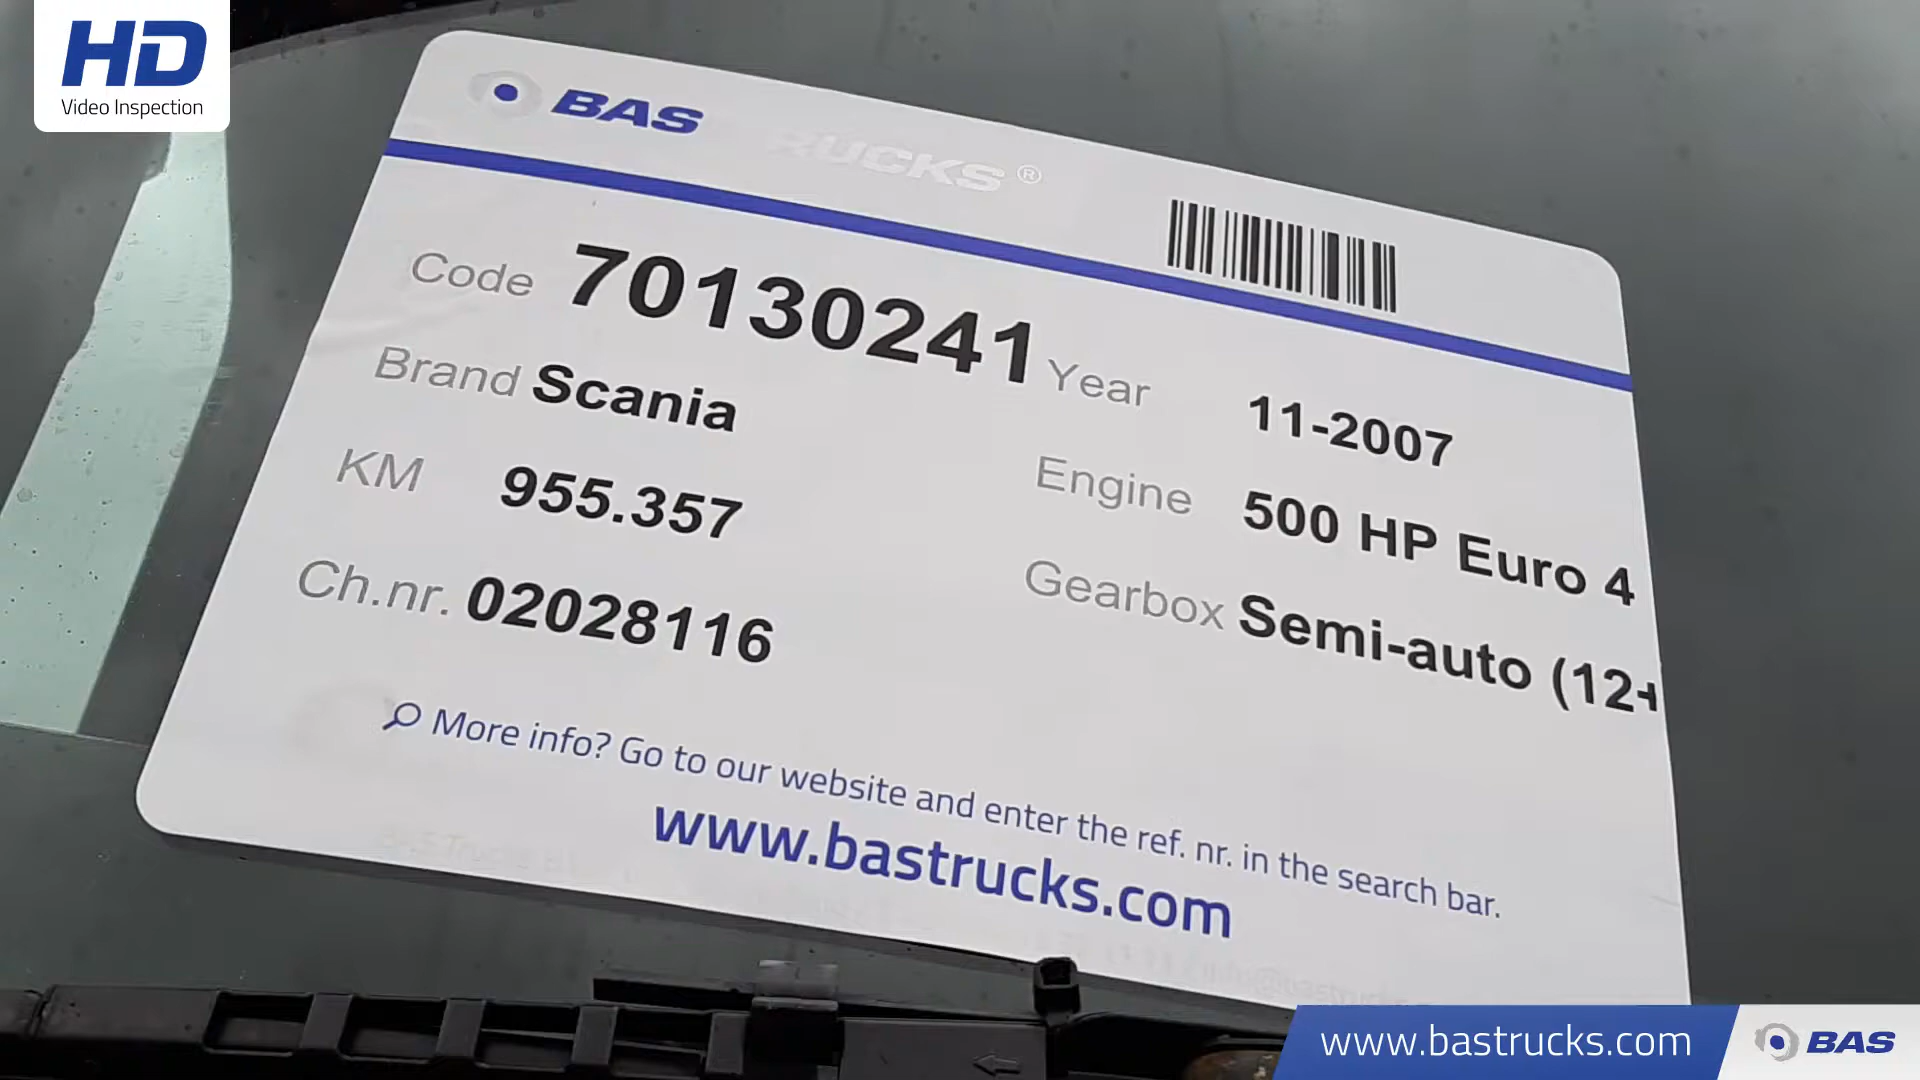 HD
Video Inspection
BAS
RUCKS®
Code 70130241
Year 11-2007
Brand Scania
Engine 500 HP Euro 4
KM 955.357
Gearbox Semi-auto (12+
Ch.nr. 02028116
More info? Go to our website and enter the ref. nr. in the search bar.
www.bastrucks.com
www.bastrucks.com
BAS